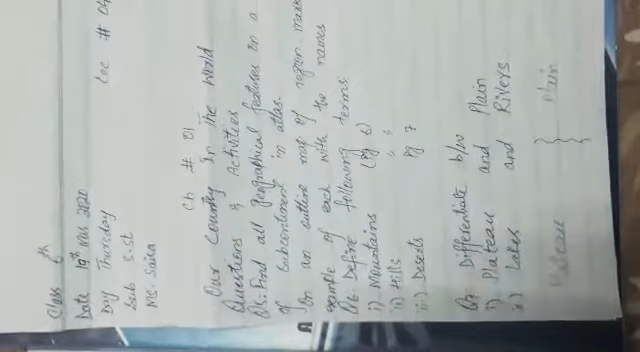 Class 6th
Date 19th Nov 2020
Day Thursday
Sub S.st
Ms. Saira
Lec # 04
Ch # 01
Our Country In the World
Questions & Activities
Q5: Find all geographical features in a
of Subcontinent in atlas.
On an outline map of region mark
example of each with the names
Q6. Define following terms
i) Mountains (Pg 6)
ii) Hills "
iii) Deserts Pg 7
Q7 Differentiate b/w
i) Plateau and Plain
ii) Lakes and Rivers
Plateau } Plain